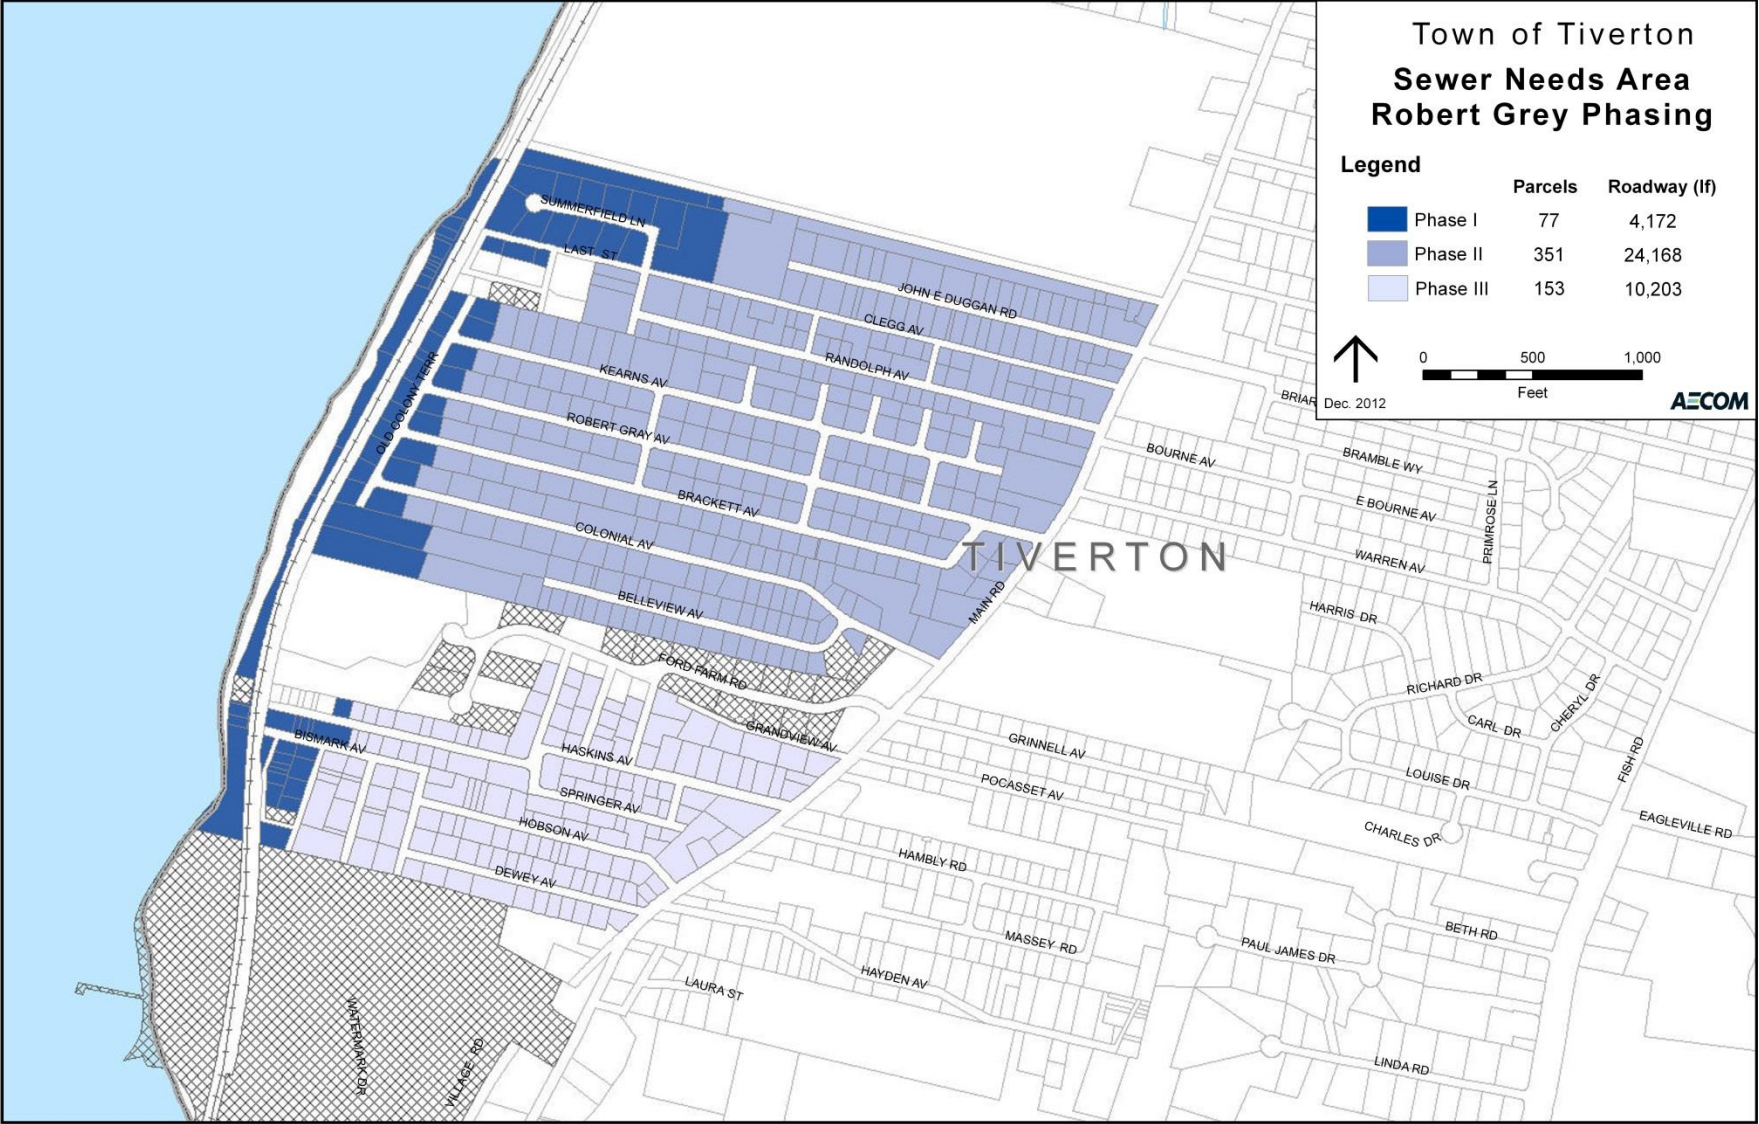 Town of Tiverton
Sewer Needs Area
Robert Grey Phasing
Legend
Parcels Roadway (lf)
Phase I 77 4,172
Phase II 351 24,168
Phase III 153 10,203
0 500 1,000
Feet
Dec. 2012
AECOM
SUMMERFIELD LN
LAST ST
JOHN E DUGGAN RD
CLEGG AV
RANDOLPH AV
KEARNS AV
OLD COLONY TERR
ROBERT GRAY AV
BRIAR
BOURNE AV
BRAMBLE WY
E BOURNE AV
PRIMROSE LN
BRACKETT AV
COLONIAL AV
TIVERTON
WARREN AV
MAIN RD
BELLEVIEW AV
HARRIS DR
FORD FARM RD
RICHARD DR
CHERYL DR
CARL DR
GRANDVIEW AV
BISMARK AV
HASKINS AV
GRINNELL AV
FISH RD
LOUISE DR
POCASSET AV
SPRINGER AV
HOBSON AV
EAGLEVILLE RD
CHARLES DR
HAMBLY RD
DEWEY AV
MASSEY RD
BETH RD
PAUL JAMES DR
HAYDEN AV
LAURA ST
WATERMARK DR
VILLAGE RD
LINDA RD